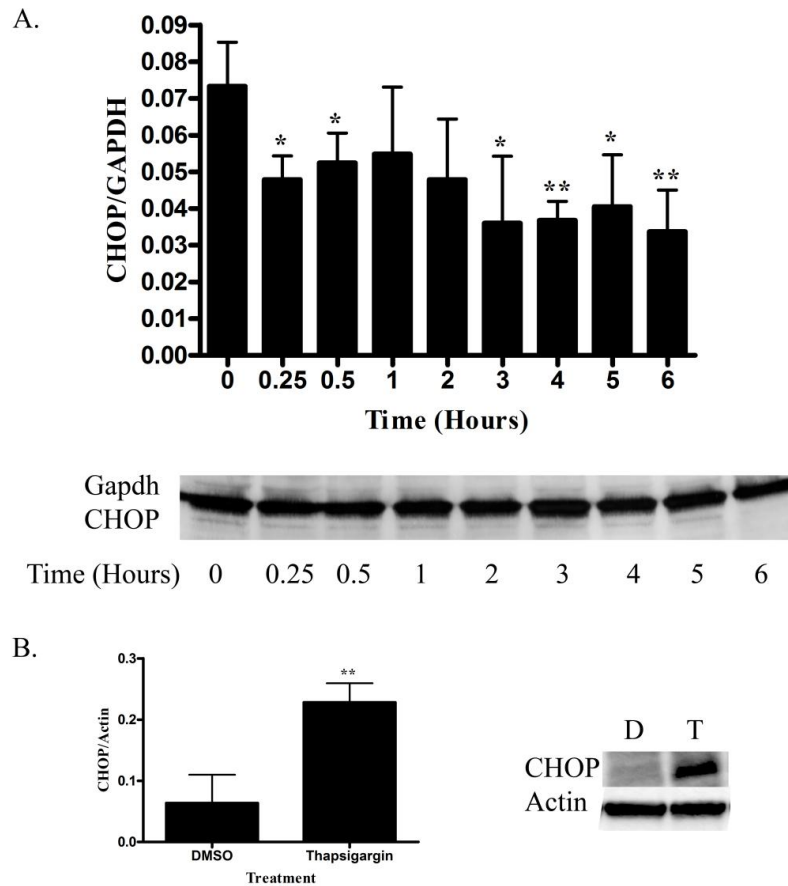 A.
CHOP/GAPDH
0.09
0.08
0.07
0.06
0.05
0.04
0.03
0.02
0.01
0.00
* * * ** * **
0 0.25 0.5 1 2 3 4 5 6
Time (Hours)
Gapdh
CHOP
Time (Hours) 0 0.25 0.5 1 2 3 4 5 6
B.
CHOP/Actin
0.3
0.2
0.1
0.0
**
DMSO Thapsigargin
Treatment
D T
CHOP
Actin